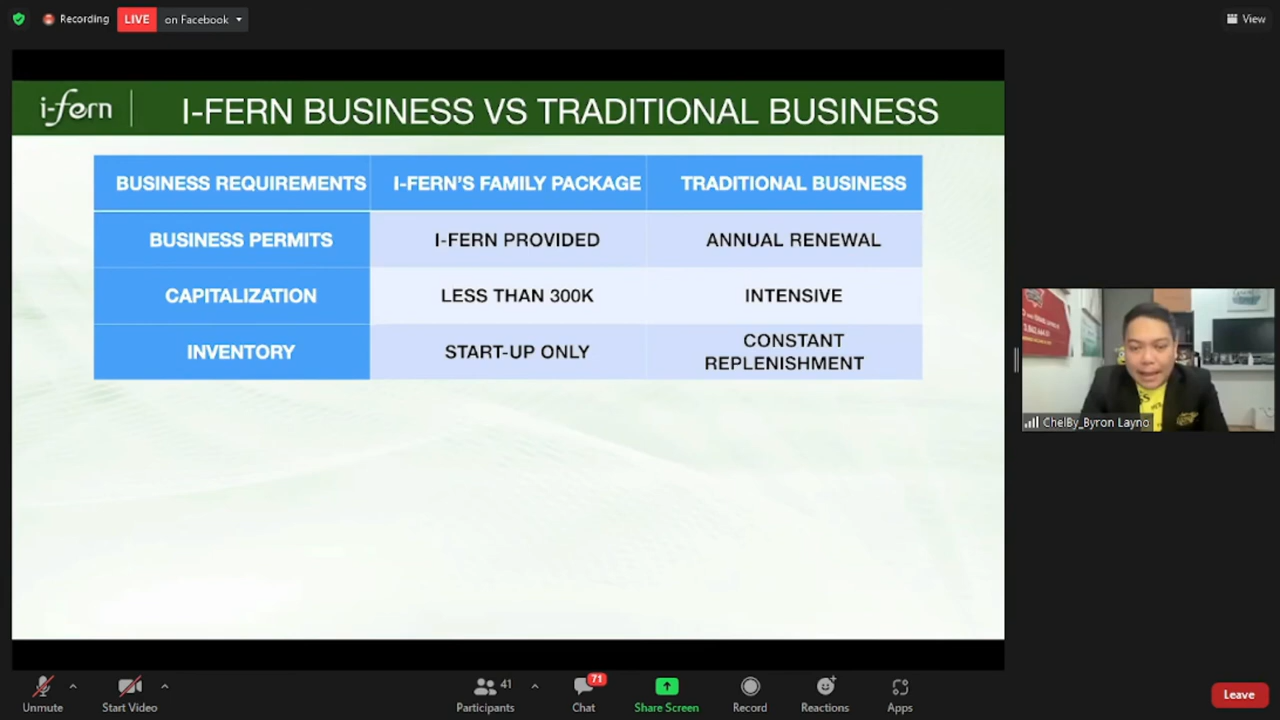 Recording
LIVE
on Facebook
View
i-fern
I-FERN BUSINESS VS TRADITIONAL BUSINESS
BUSINESS REQUIREMENTS
I-FERN'S FAMILY PACKAGE
TRADITIONAL BUSINESS
BUSINESS PERMITS
I-FERN PROVIDED
ANNUAL RENEWAL
CAPITALIZATION
LESS THAN 300K
INTENSIVE
INVENTORY
START-UP ONLY
CONSTANT
REPLENISHMENT
ChelBy_Byron Layno
Unmute
Start Video
41
Participants
71
Chat
Share Screen
Record
Reactions
Apps
Leave